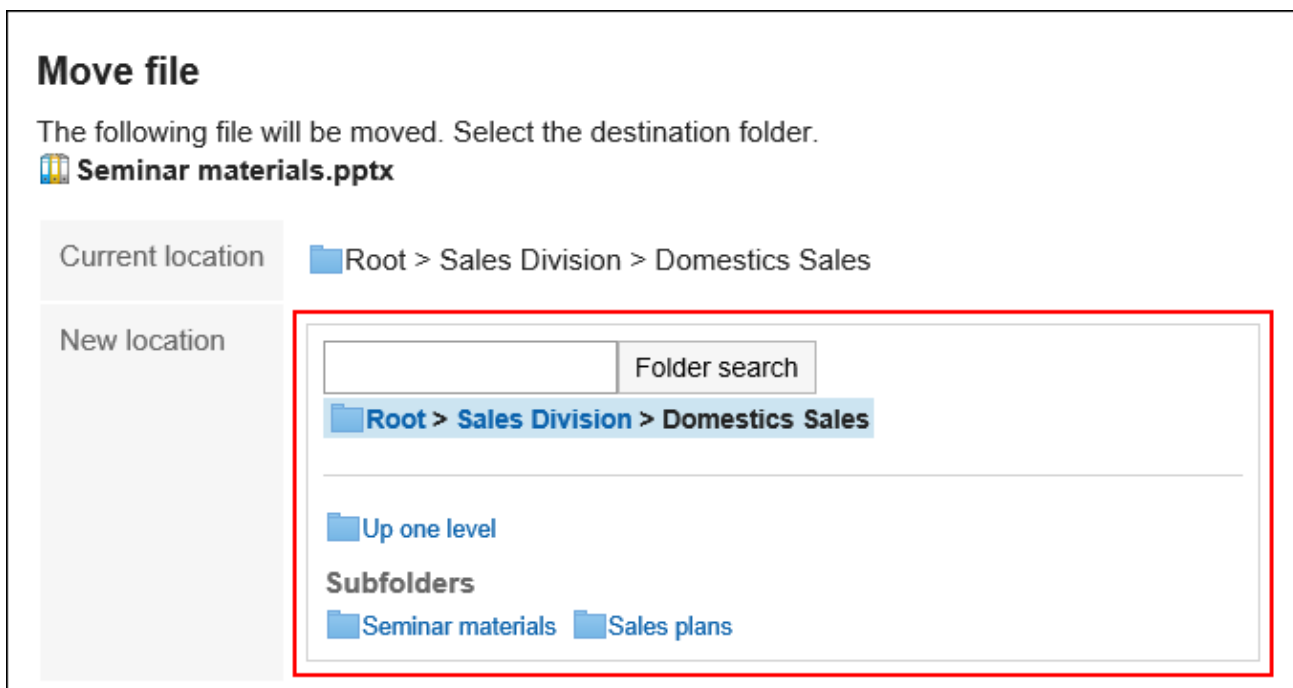 Move file
The following file will be moved. Select the destination folder.
Seminar materials.pptx
Current location
Root > Sales Division > Domestics Sales
New location
Folder search
Root > Sales Division > Domestics Sales
Up one level
Subfolders
Seminar materials Sales plans